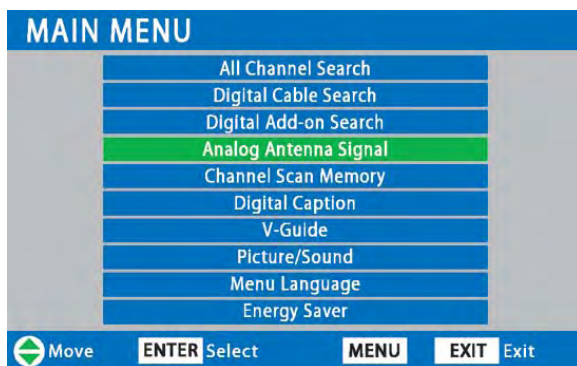 MAIN MENU
All Channel Search
Digital Cable Search
Digital Add-on Search
Analog Antenna Signal
Channel Scan Memory
Digital Caption
V-Guide
Picture/Sound
Menu Language
Energy Saver
Move ENTER Select MENU EXIT Exit